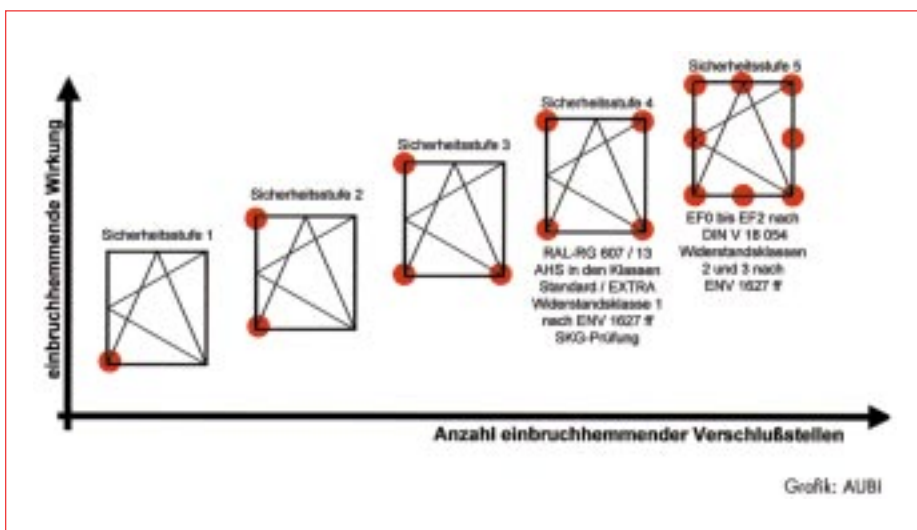 einbruchhemmende Wirkung
Sicherheitsstufe 1
Sicherheitsstufe 2
Sicherheitsstufe 3
Sicherheitsstufe 4
RAL-RG 607 / 13
AHS in den Klassen
Standard / EXTRA
Widerstandsklasse 1
nach ENV 1627 ff
SKG-Prüfung
Sicherheitsstufe 5
EF0 bis EF2 nach
DIN V 18 054
Widerstandsklassen
2 und 3 nach
ENV 1627 ff
Anzahl einbruchhemmender Verschlußstellen
Grafik: AUBI